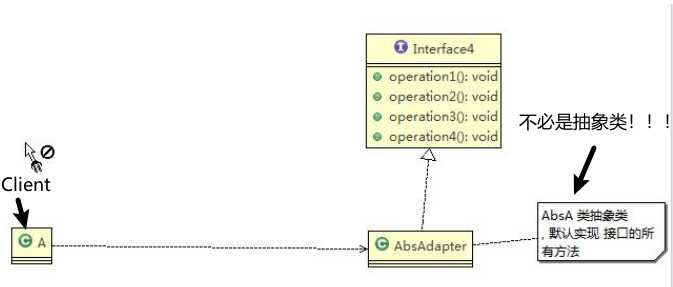 Interface4
operation1(): void
operation2(): void
operation3(): void
operation4(): void
不必是抽象类！！！
Client
A
AbsAdapter
AbsA 类抽象类
, 默认实现 接口的所
有方法